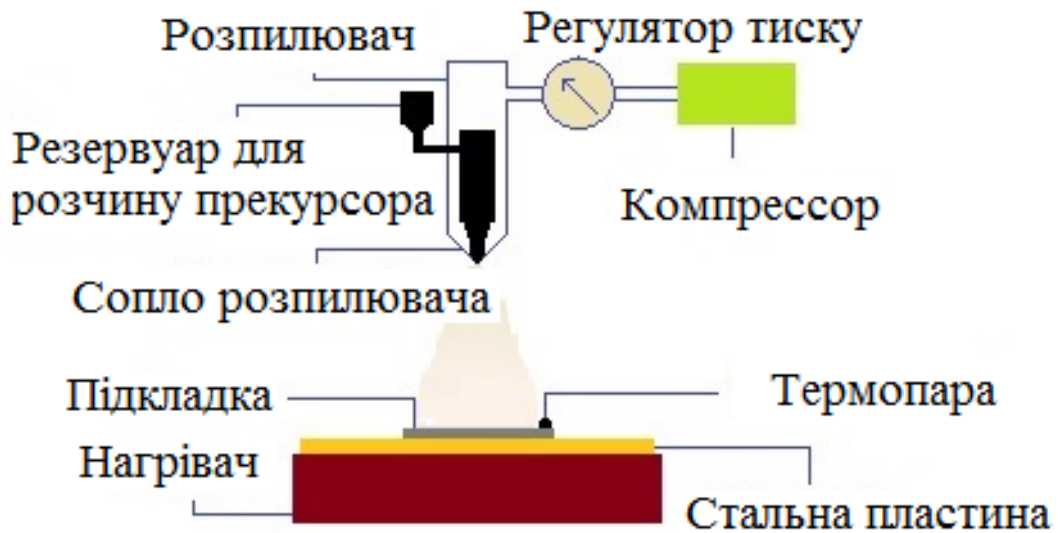 Розпилювач
Регулятор тиску
Резервуар для
розчину прекурсора
Компрессор
Сопло розпилювача
Підкладка
Термопара
Нагрівач
Стальна пластина